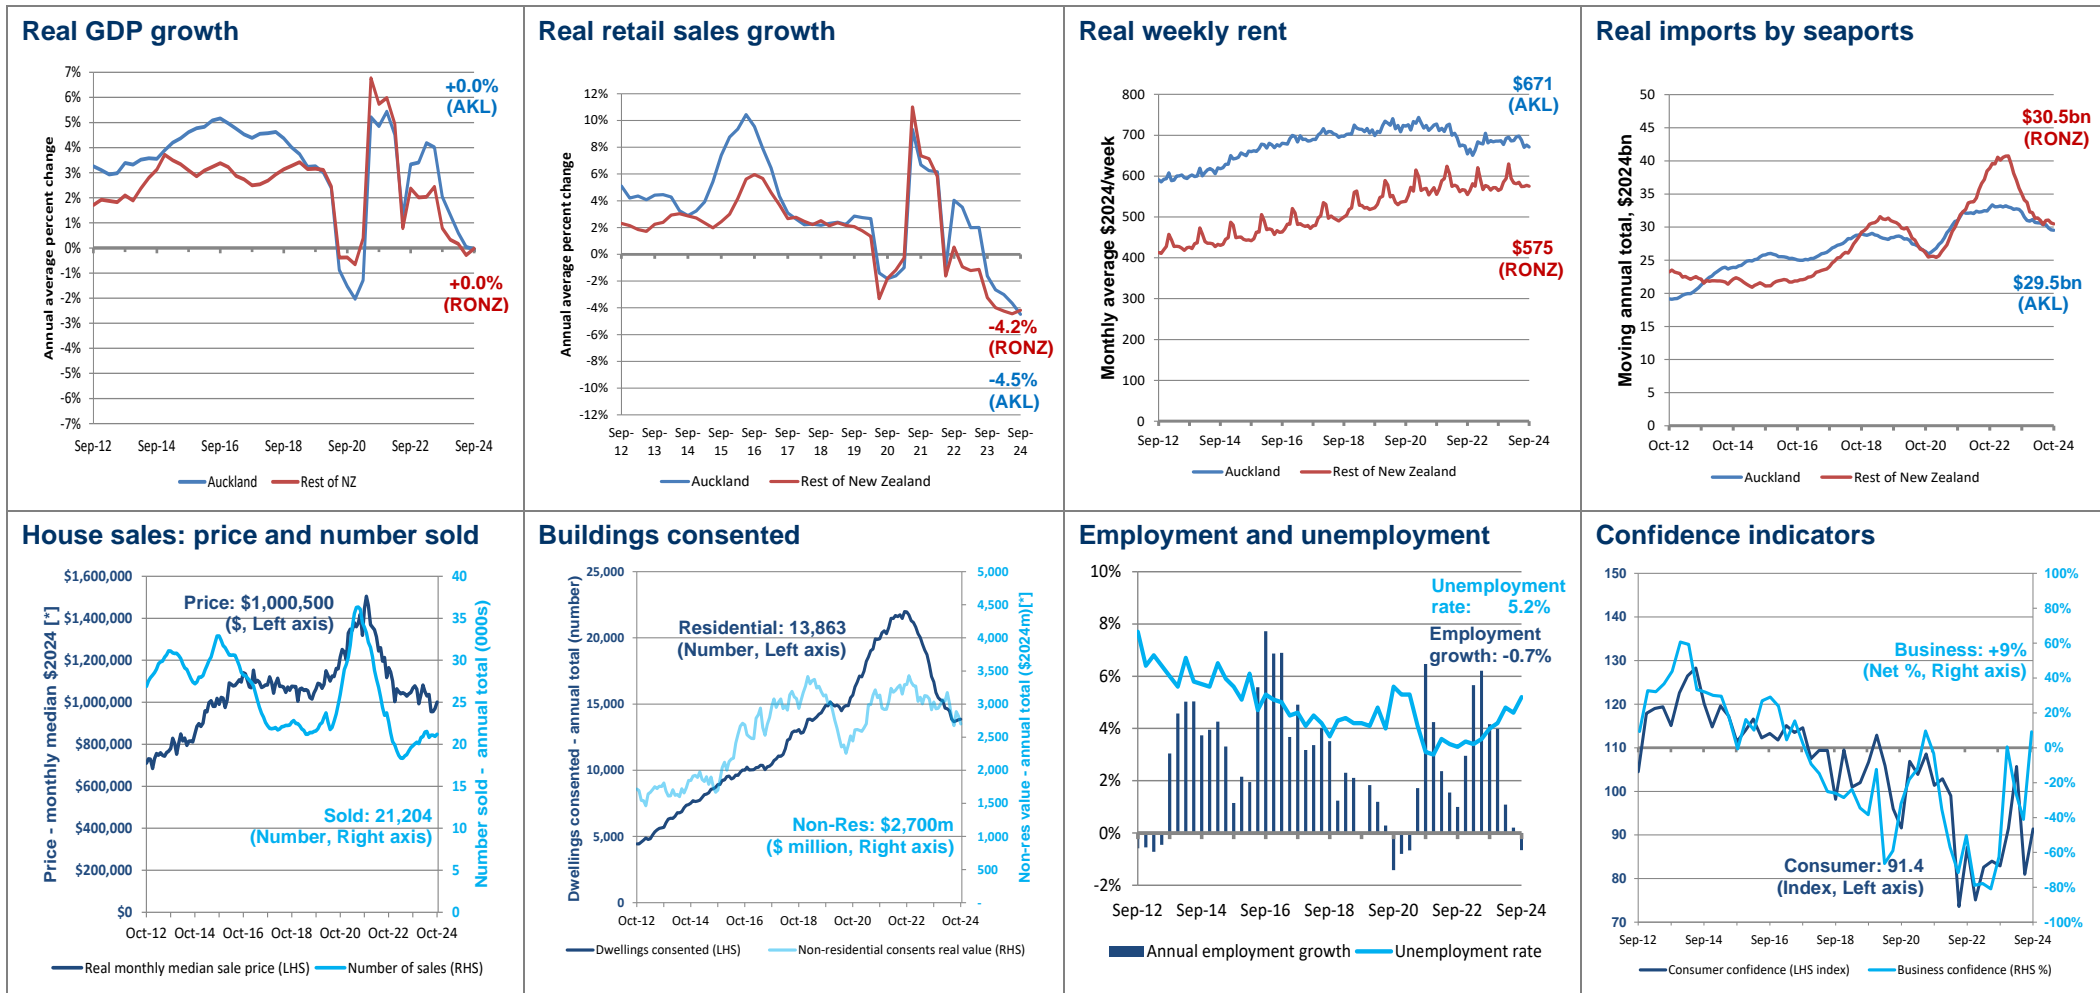 Real GDP growth
Annual average percent change
7%
6%
5%
4%
3%
2%
1%
0%
-1%
-2%
-3%
-4%
-5%
-6%
-7%
+0.0%
(AKL)
+0.0%
(RONZ)
Sep-12 Sep-14 Sep-16 Sep-18 Sep-20 Sep-22 Sep-24
Auckland Rest of NZ
Real retail sales growth
Annual average percent change
12%
10%
8%
6%
4%
2%
0%
-2%
-4%
-6%
-8%
-10%
-12%
-4.2%
(RONZ)
-4.5%
(AKL)
Sep- Sep- Sep- Sep- Sep- Sep- Sep- Sep- Sep- Sep- Sep- Sep- Sep-
12 13 14 15 16 17 18 19 20 21 22 23 24
Auckland Rest of New Zealand
Real weekly rent
Monthly average $2024/week
800
700
600
500
400
300
200
100
0
$671
(AKL)
$575
(RONZ)
Sep-12 Sep-14 Sep-16 Sep-18 Sep-20 Sep-22 Sep-24
Auckland Rest of New Zealand
Real imports by seaports
Moving annual total, $2024bn
50
45
40
35
30
25
20
15
10
5
0
$30.5bn
(RONZ)
$29.5bn
(AKL)
Oct-12 Oct-14 Oct-16 Oct-18 Oct-20 Oct-22 Oct-24
Auckland Rest of New Zealand
House sales: price and number sold
Price - monthly median $2024 [*]
$1,600,000
$1,400,000
$1,200,000
$1,000,000
$800,000
$600,000
$400,000
$200,000
$0
Price: $1,000,500
($, Left axis)
Sold: 21,204
(Number, Right axis)
40
35
30
25
20
15
10
5
0
Number sold - annual total (000s)
Oct-12 Oct-14 Oct-16 Oct-18 Oct-20 Oct-22 Oct-24
Real monthly median sale price (LHS) Number of sales (RHS)
Buildings consented
Dwellings consented - annual total (number)
25,000
20,000
15,000
10,000
5,000
0
Residential: 13,863
(Number, Left axis)
Non-Res: $2,700m
($ million, Right axis)
5,000
4,500
4,000
3,500
3,000
2,500
2,000
1,500
1,000
500
-
Non-res value - annual total ($2024m)[*]
Oct-12 Oct-14 Oct-16 Oct-18 Oct-20 Oct-22 Oct-24
Dwellings consented (LHS) Non-residential consents real value (RHS)
Employment and unemployment
10%
8%
6%
4%
2%
0%
-2%
Unemployment
rate: 5.2%
Employment
growth: -0.7%
Sep-12 Sep-14 Sep-16 Sep-18 Sep-20 Sep-22 Sep-24
Annual employment growth Unemployment rate
Confidence indicators
150
140
130
120
110
100
90
80
70
Business: +9%
(Net %, Right axis)
Consumer: 91.4
(Index, Left axis)
100%
80%
60%
40%
20%
0%
-20%
-40%
-60%
-80%
-100%
Sep-12 Sep-14 Sep-16 Sep-18 Sep-20 Sep-22 Sep-24
Consumer confidence (LHS index) Business confidence (RHS %)